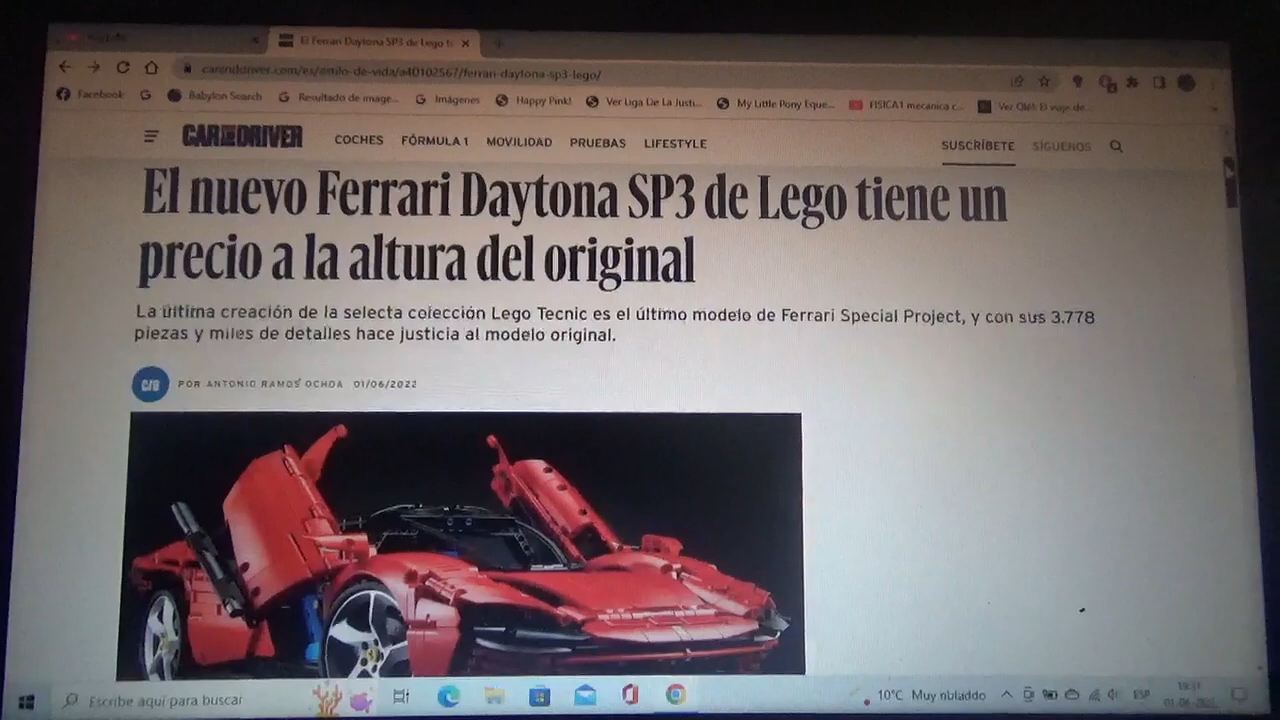 El Ferrari Daytona SP3 de Lego ti
carandriver.com/es/estilo-de-vida/a40102567/ferrari-daytona-sp3-lego/
Facebook
Babylon Search
Resultado de image...
Imágenes
Happy Pink!
Ver Liga De La Justi...
My Little Pony Eque...
FISICA1 mecánica c...
CAR AND DRIVER
COCHES FÓRMULA 1 MOVILIDAD PRUEBAS LIFESTYLE
SUSCRÍBETE SÍGUENOS
El nuevo Ferrari Daytona SP3 de Lego tiene un
precio a la altura del original
La última creación de la selecta colección Lego Tecnic es el último modelo de Ferrari Special Project, y con sus 3.778
piezas y miles de detalles hace justicia al modelo original.
C/D
POR ANTONIO RAMOS OCHOA 01/06/2022
Escribe aquí para buscar
10°C Muy nublado
ESP